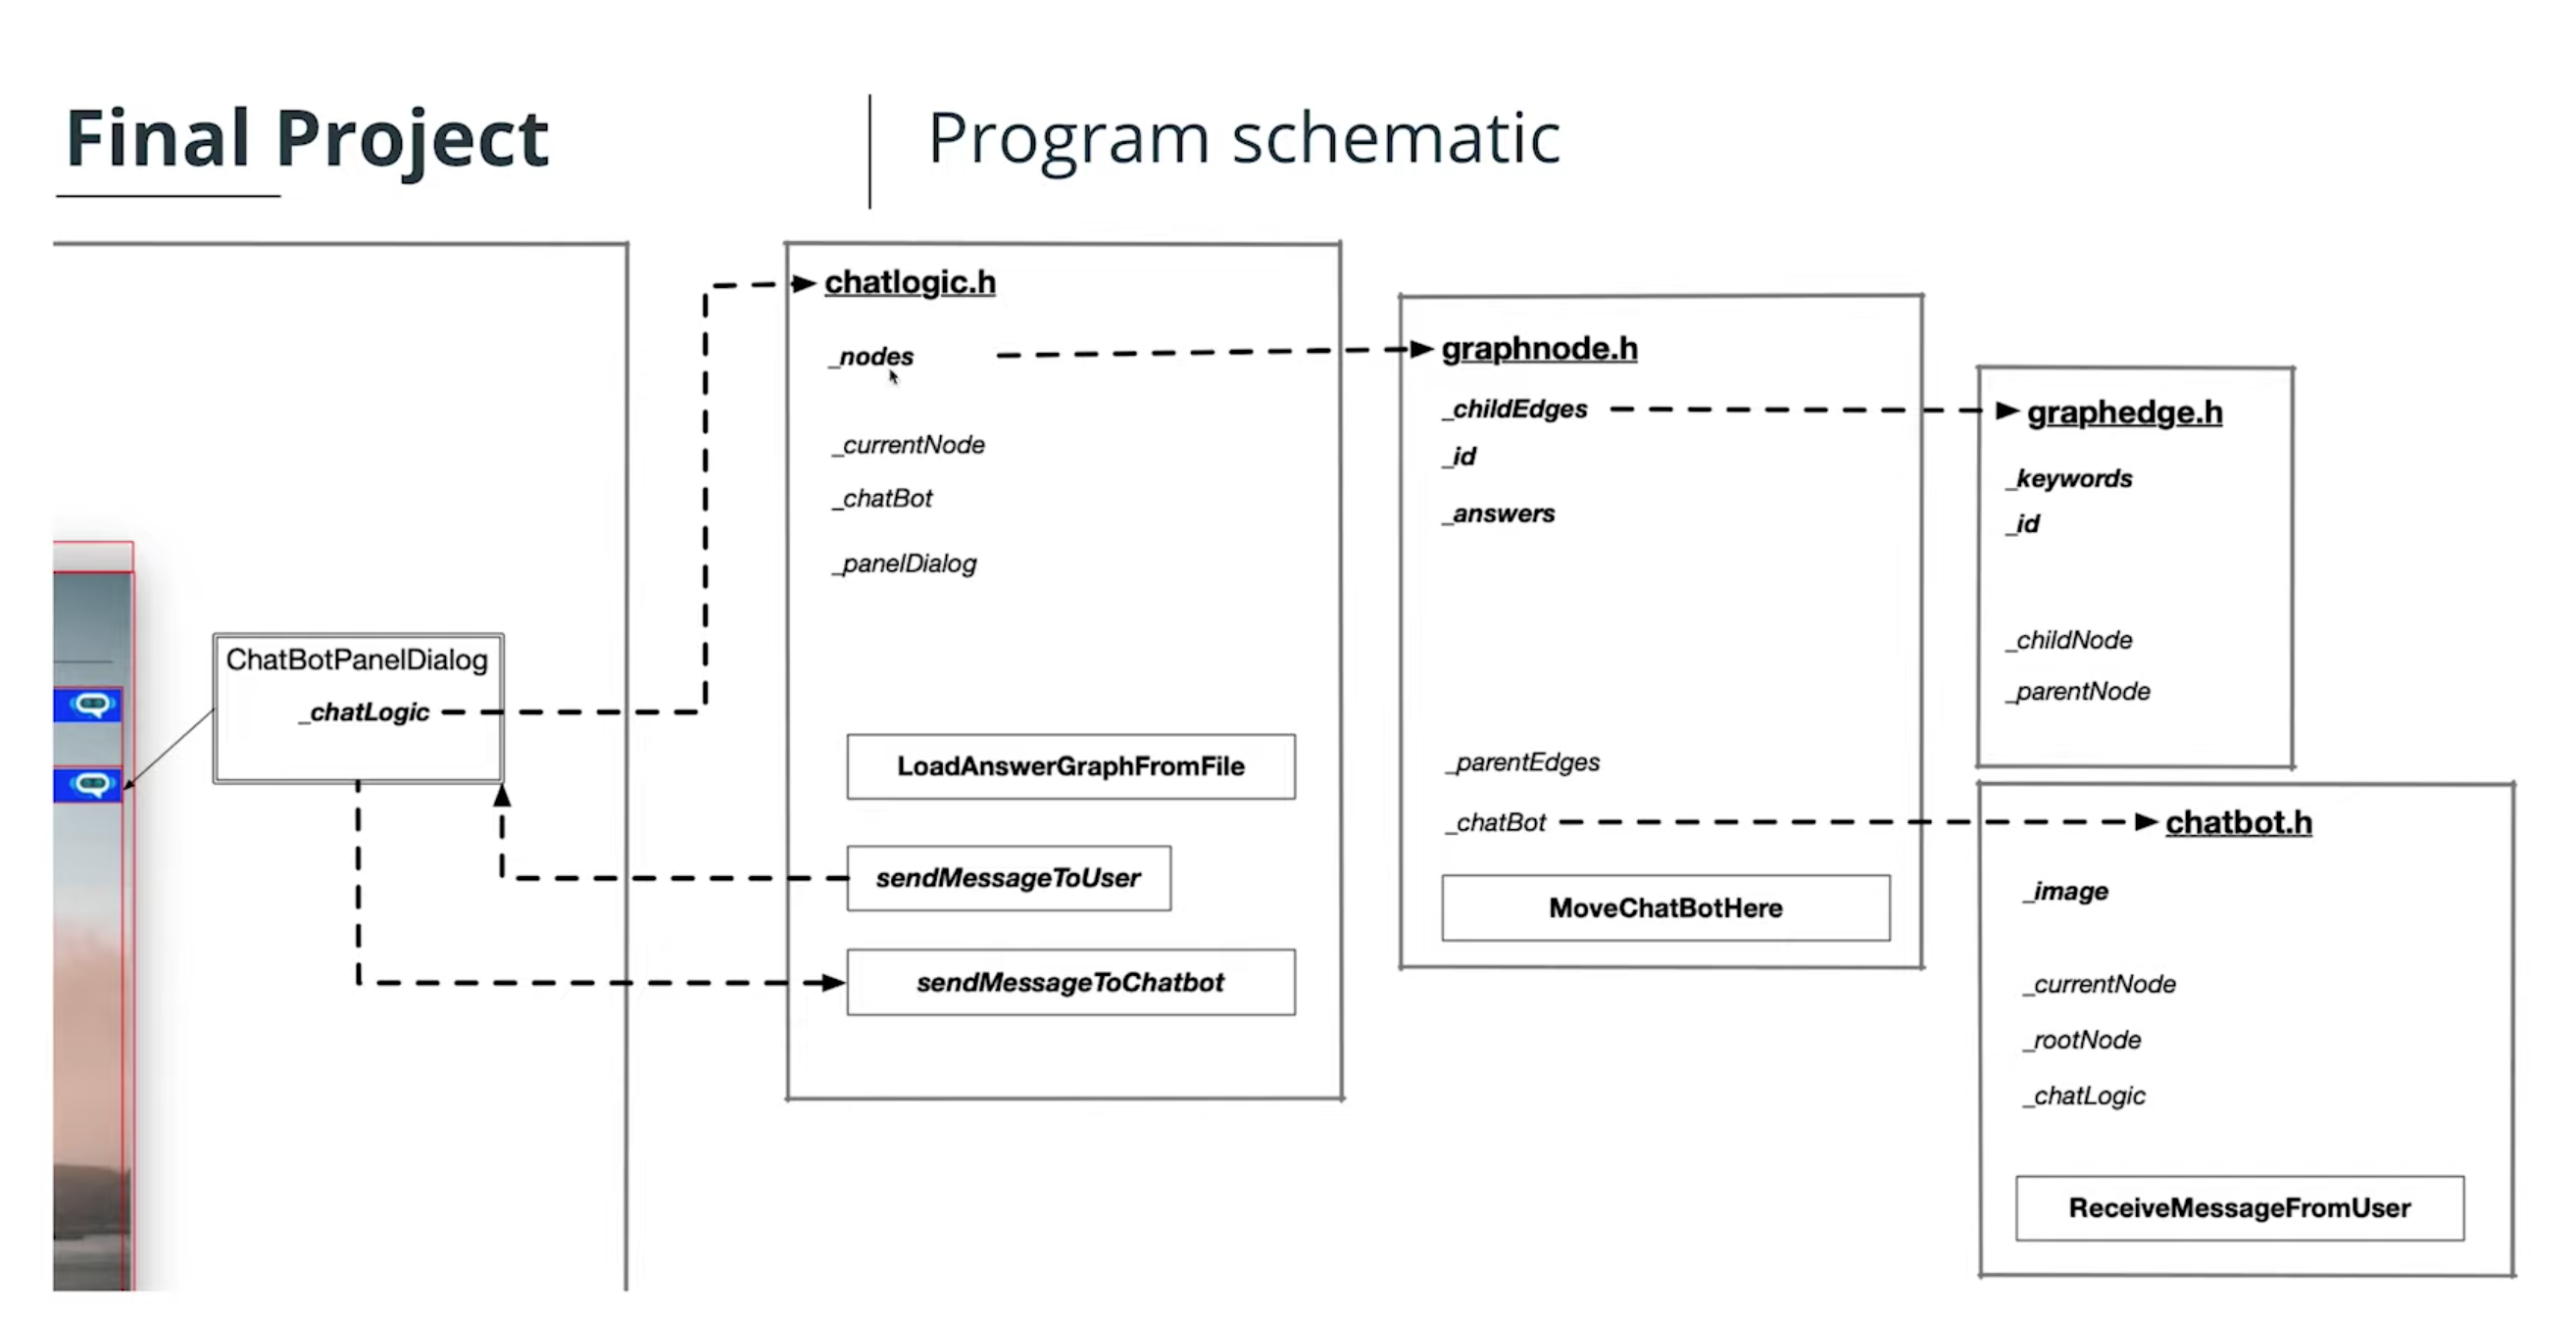 Final Project
Program schematic
ChatBotPanelDialog
_chatLogic
chatlogic.h
_nodes
_currentNode
_chatBot
_panelDialog
LoadAnswerGraphFromFile
sendMessageToUser
sendMessageToChatbot
graphnode.h
_childEdges
_id
_answers
_parentEdges
_chatBot
MoveChatBotHere
graphedge.h
_keywords
_id
_childNode
_parentNode
chatbot.h
_image
_currentNode
_rootNode
_chatLogic
ReceiveMessageFromUser